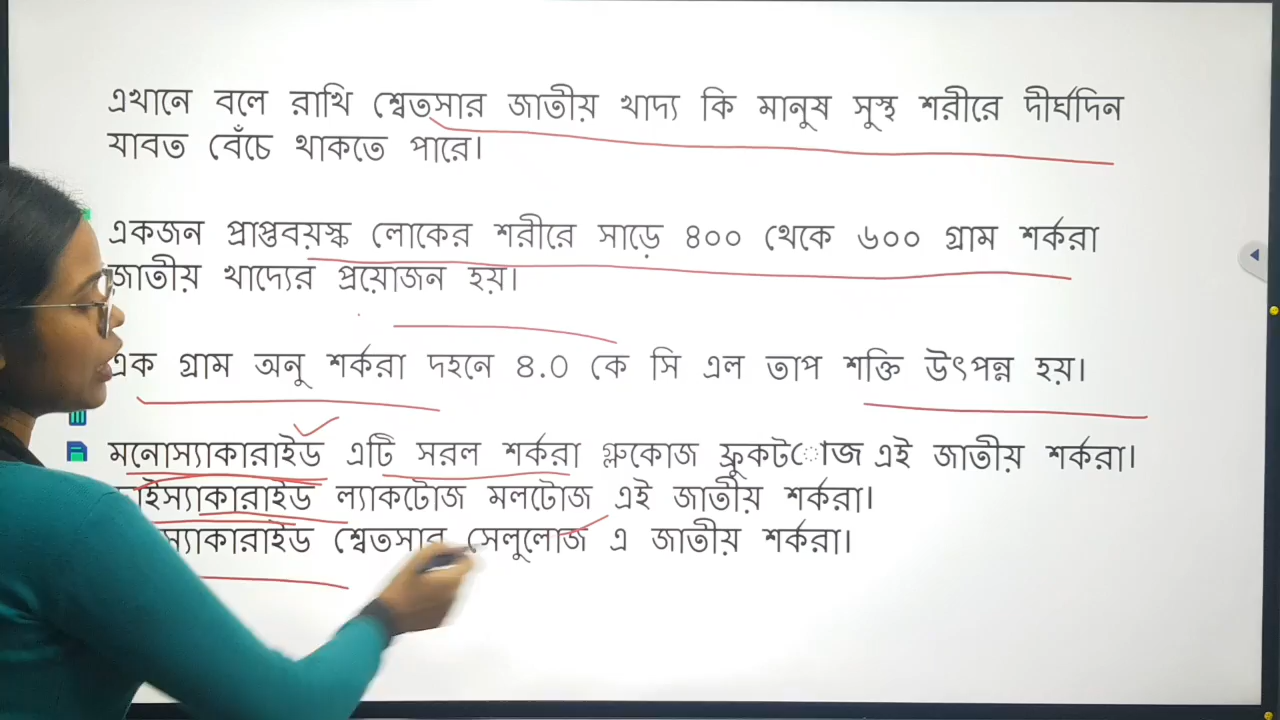 এখানে বলে রাখি শ্বেতসার জাতীয় খাদ্য কি মানুষ সুস্থ শরীরে দীর্ঘদিন
যাবত বেঁচে থাকতে পারে।
একজন প্রাপ্তবয়স্ক লোকের শরীরে সাড়ে ৪০০ থেকে ৬০০ গ্রাম শর্করা
জাতীয় খাদ্যের প্রয়োজন হয়।
এক গ্রাম অনু শর্করা দহনে ৪.০ কে সি এল তাপ শক্তি উৎপন্ন হয়।
মনোস্যাকারাইড এটি সরল শর্করা গ্লুকোজ ফ্রুকটোজ এই জাতীয় শর্করা।
ল্যাকটোজ মলটোজ এই জাতীয় শর্করা।
শ্বেতসার সেলুলোজ এ জাতীয় শর্করা।